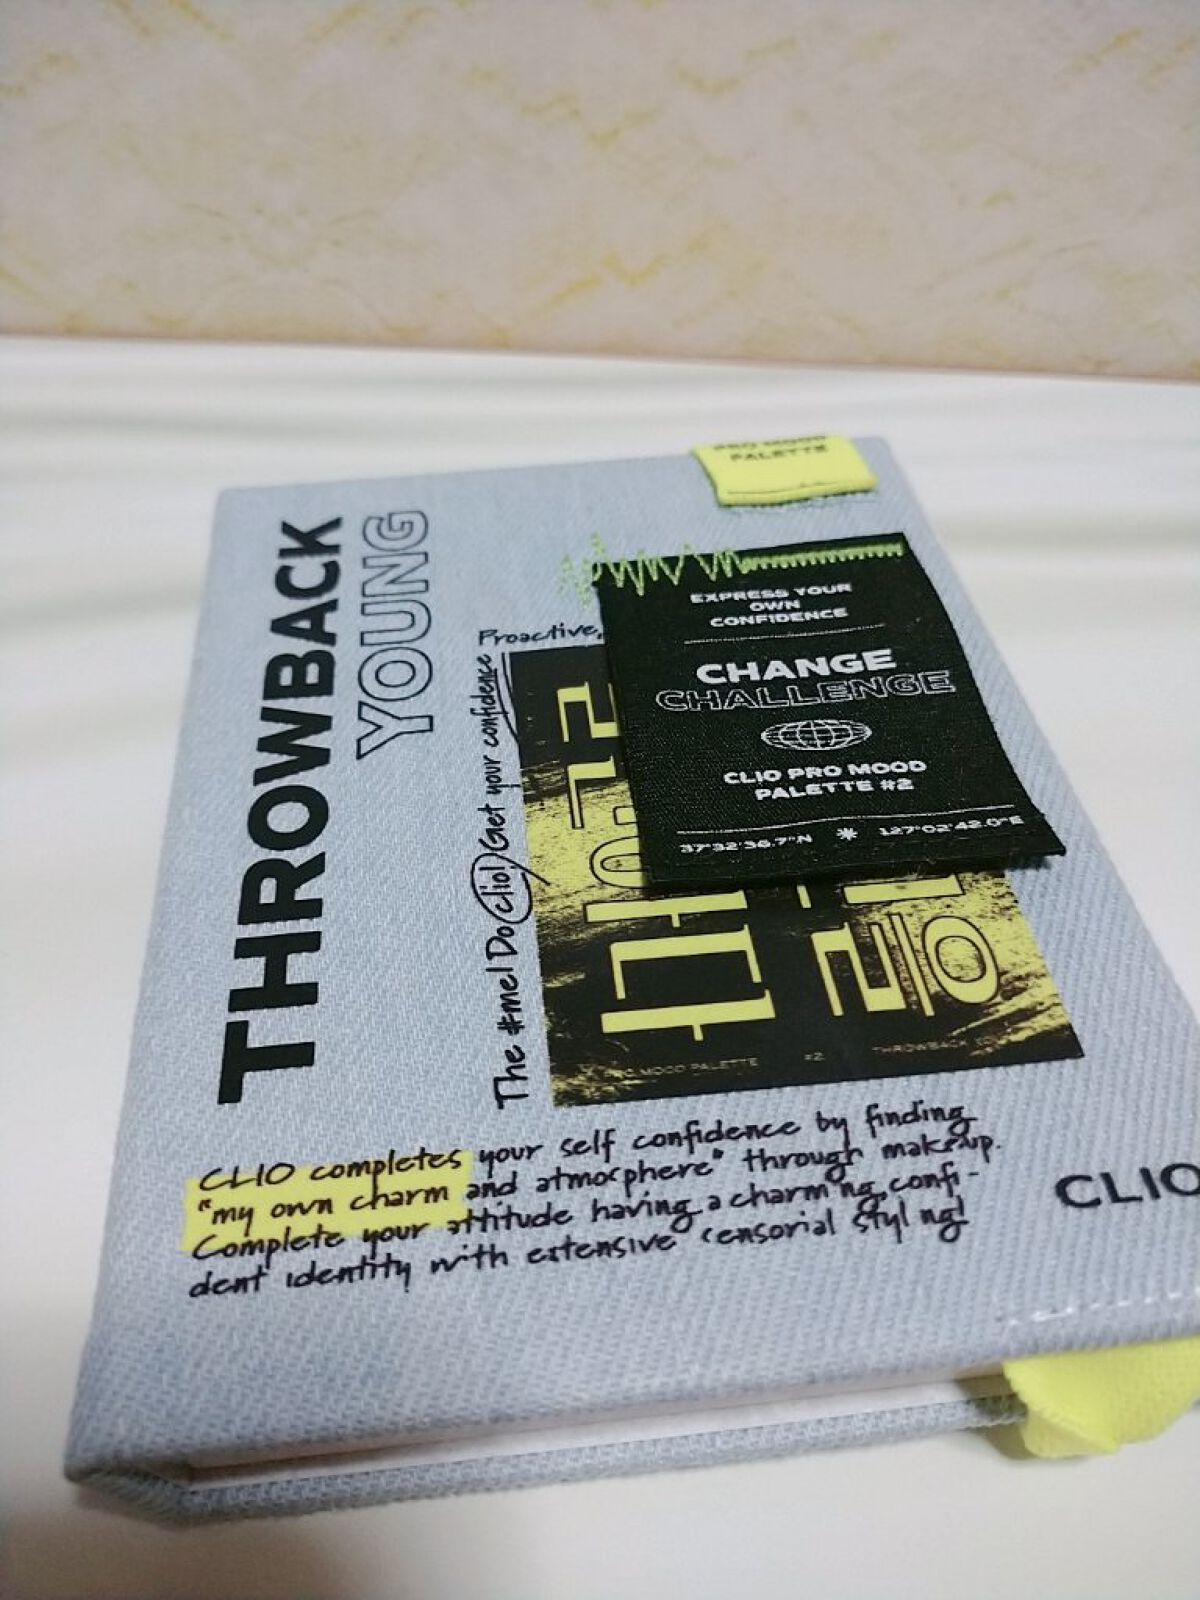 PRO MOOD
PALETTE
THROWBACK
YOUNG
EXPRESS YOUR
OWN
CONFIDENCE
CHANGE
CHALLENGE
CLIO PRO MOOD
PALETTE #2
37°32'36.7"N * 127°02'42.0"E
Proactive,
The #me! Do clio! Get your confidence
PRO MOOD PALETTE #2 THROWBACK
CLIO completes your self confidence by finding
"my own charm and atmosphere" through makeup.
Complete your attitude having a charming, confi-
dent identity with extensive censorial styling!
CLIO